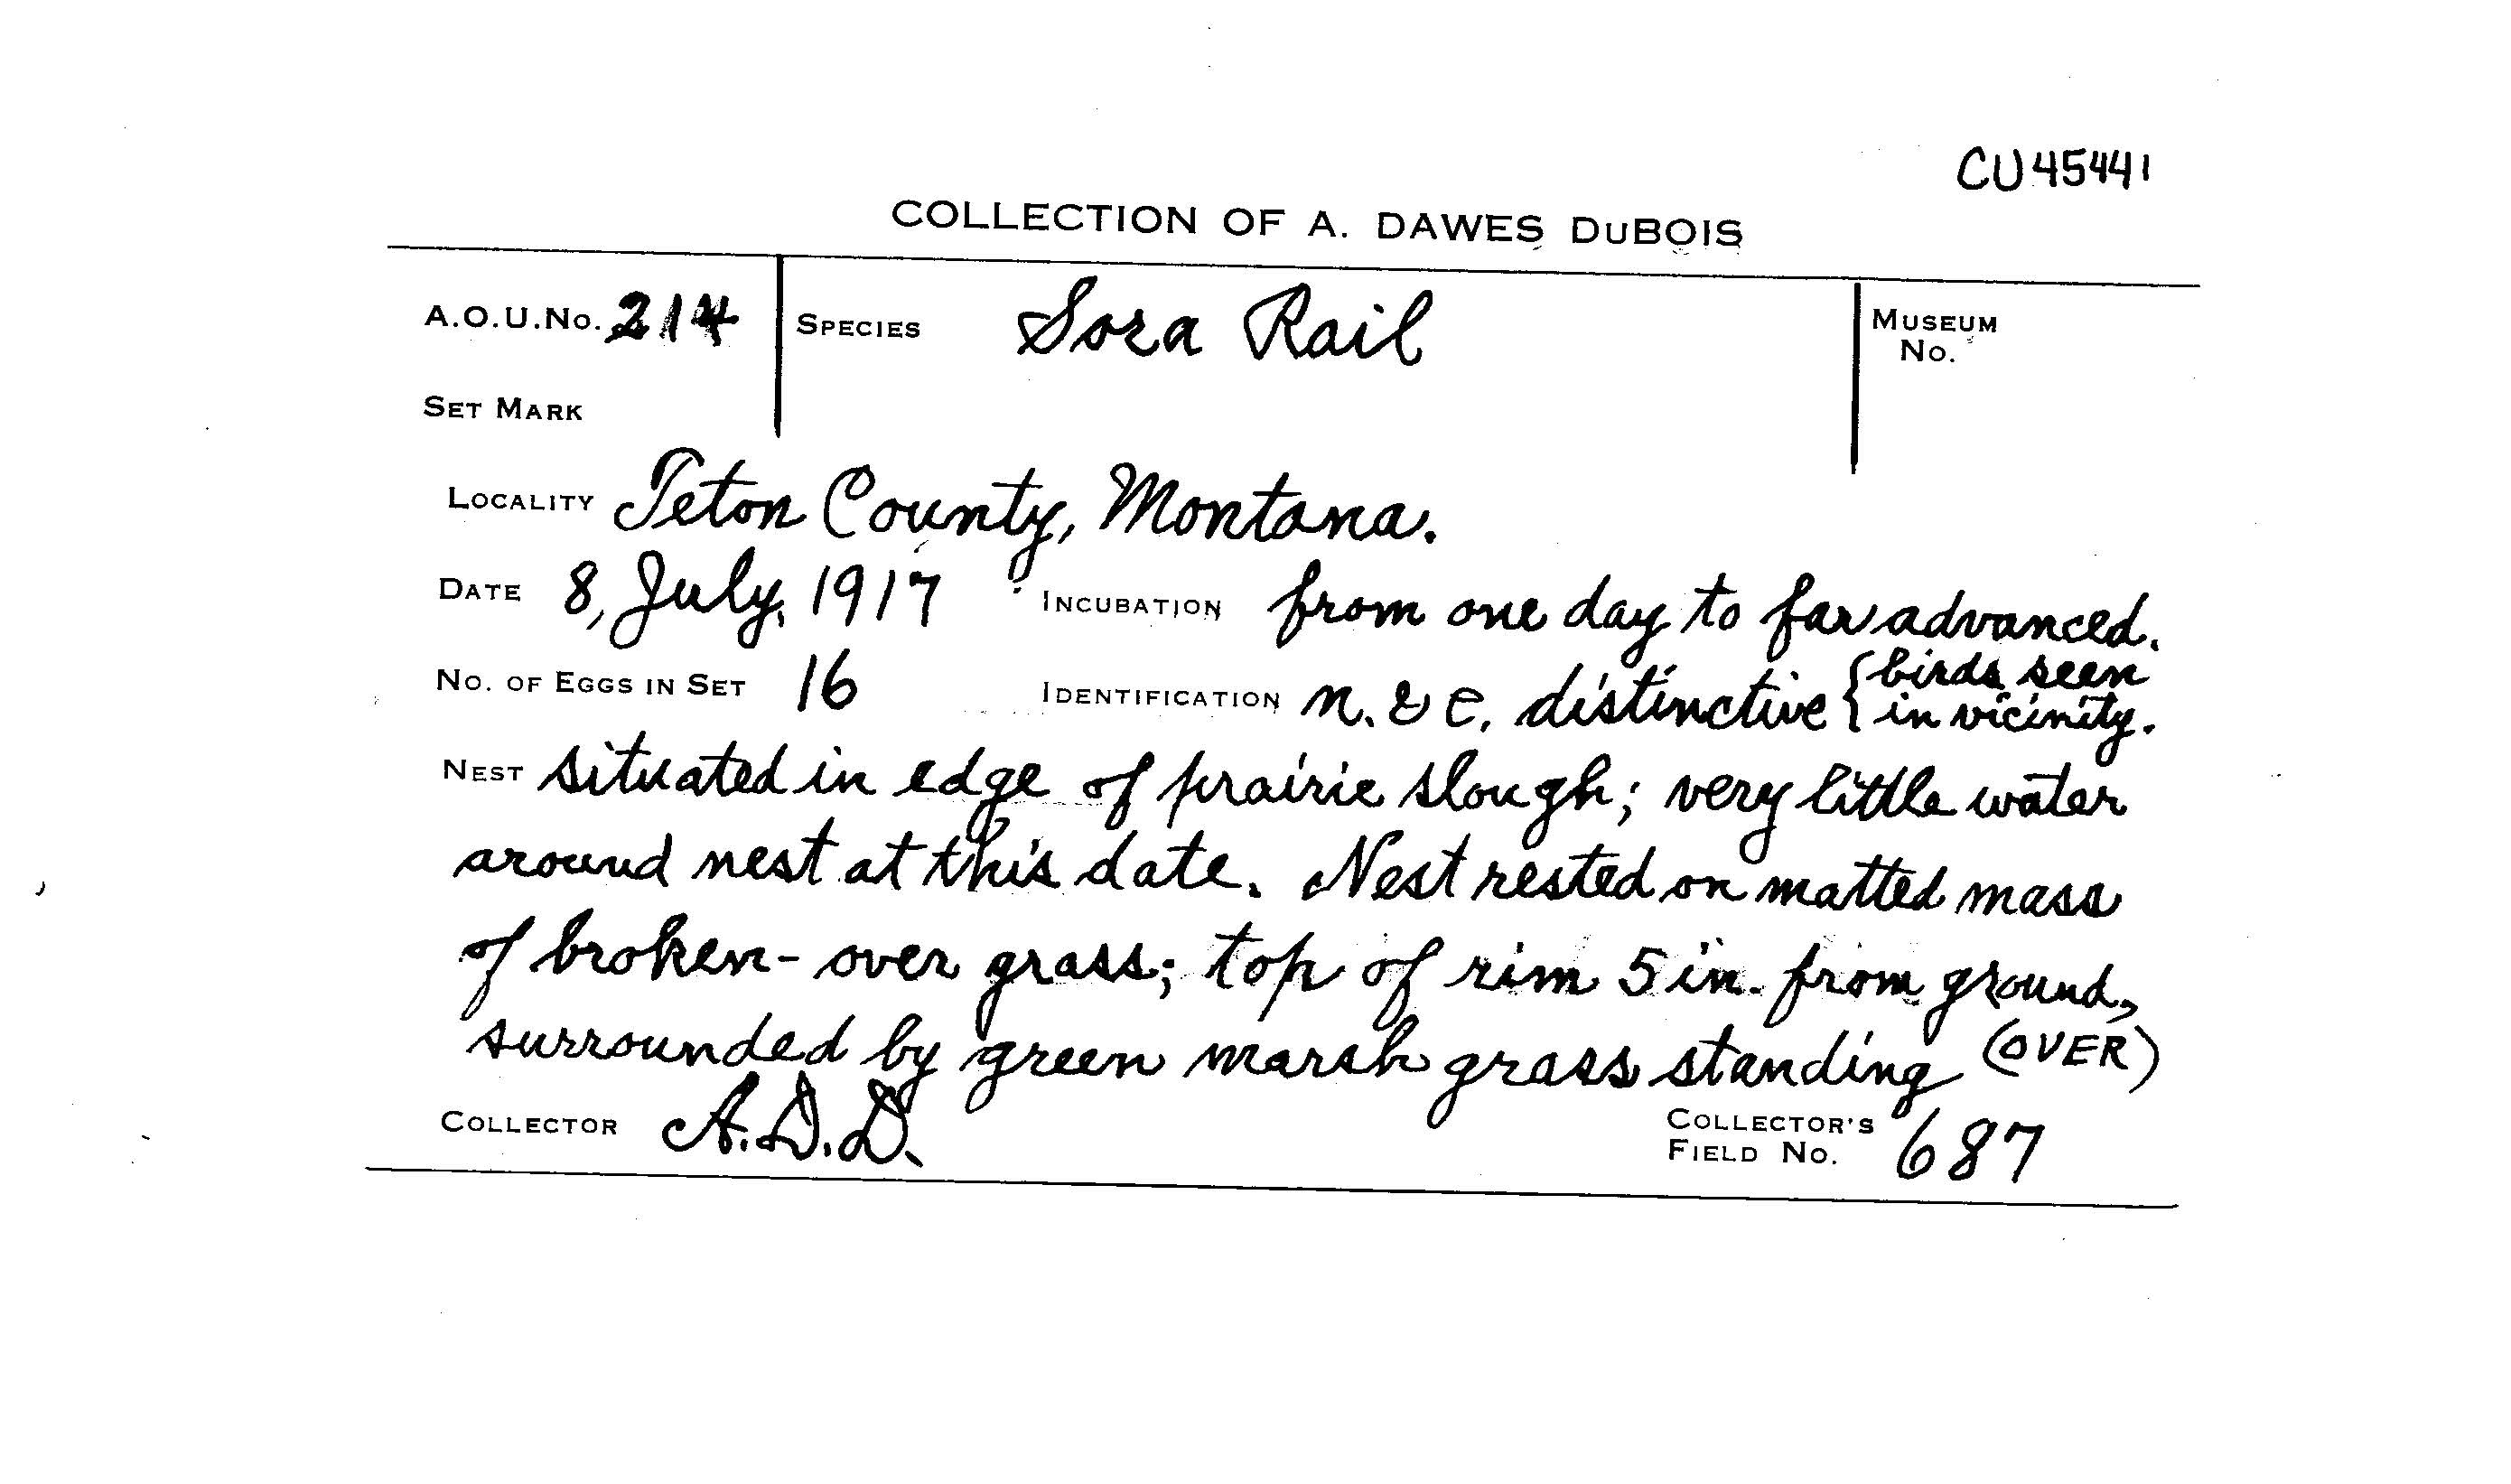 CU45441
COLLECTION OF A. DAWES DuBOIS
A.O.U. No. 214 SPECIES Sora Rail MUSEUM No.
SET MARK
LOCALITY Teton County, Montana.
DATE 8, July, 1917 INCUBATION from one day to far advanced.
NO. OF EGGS IN SET 16 IDENTIFICATION n. & e. distinctive { birds seen in vicinity.
NEST situated in edge of prairie slough; very little water
around nest at this date. Nest rested on matted mass
of broken-over grass; top of rim 5 in. from ground,
surrounded by green marsh grass standing (OVER)
COLLECTOR A.D.D. COLLECTOR'S FIELD No. 687